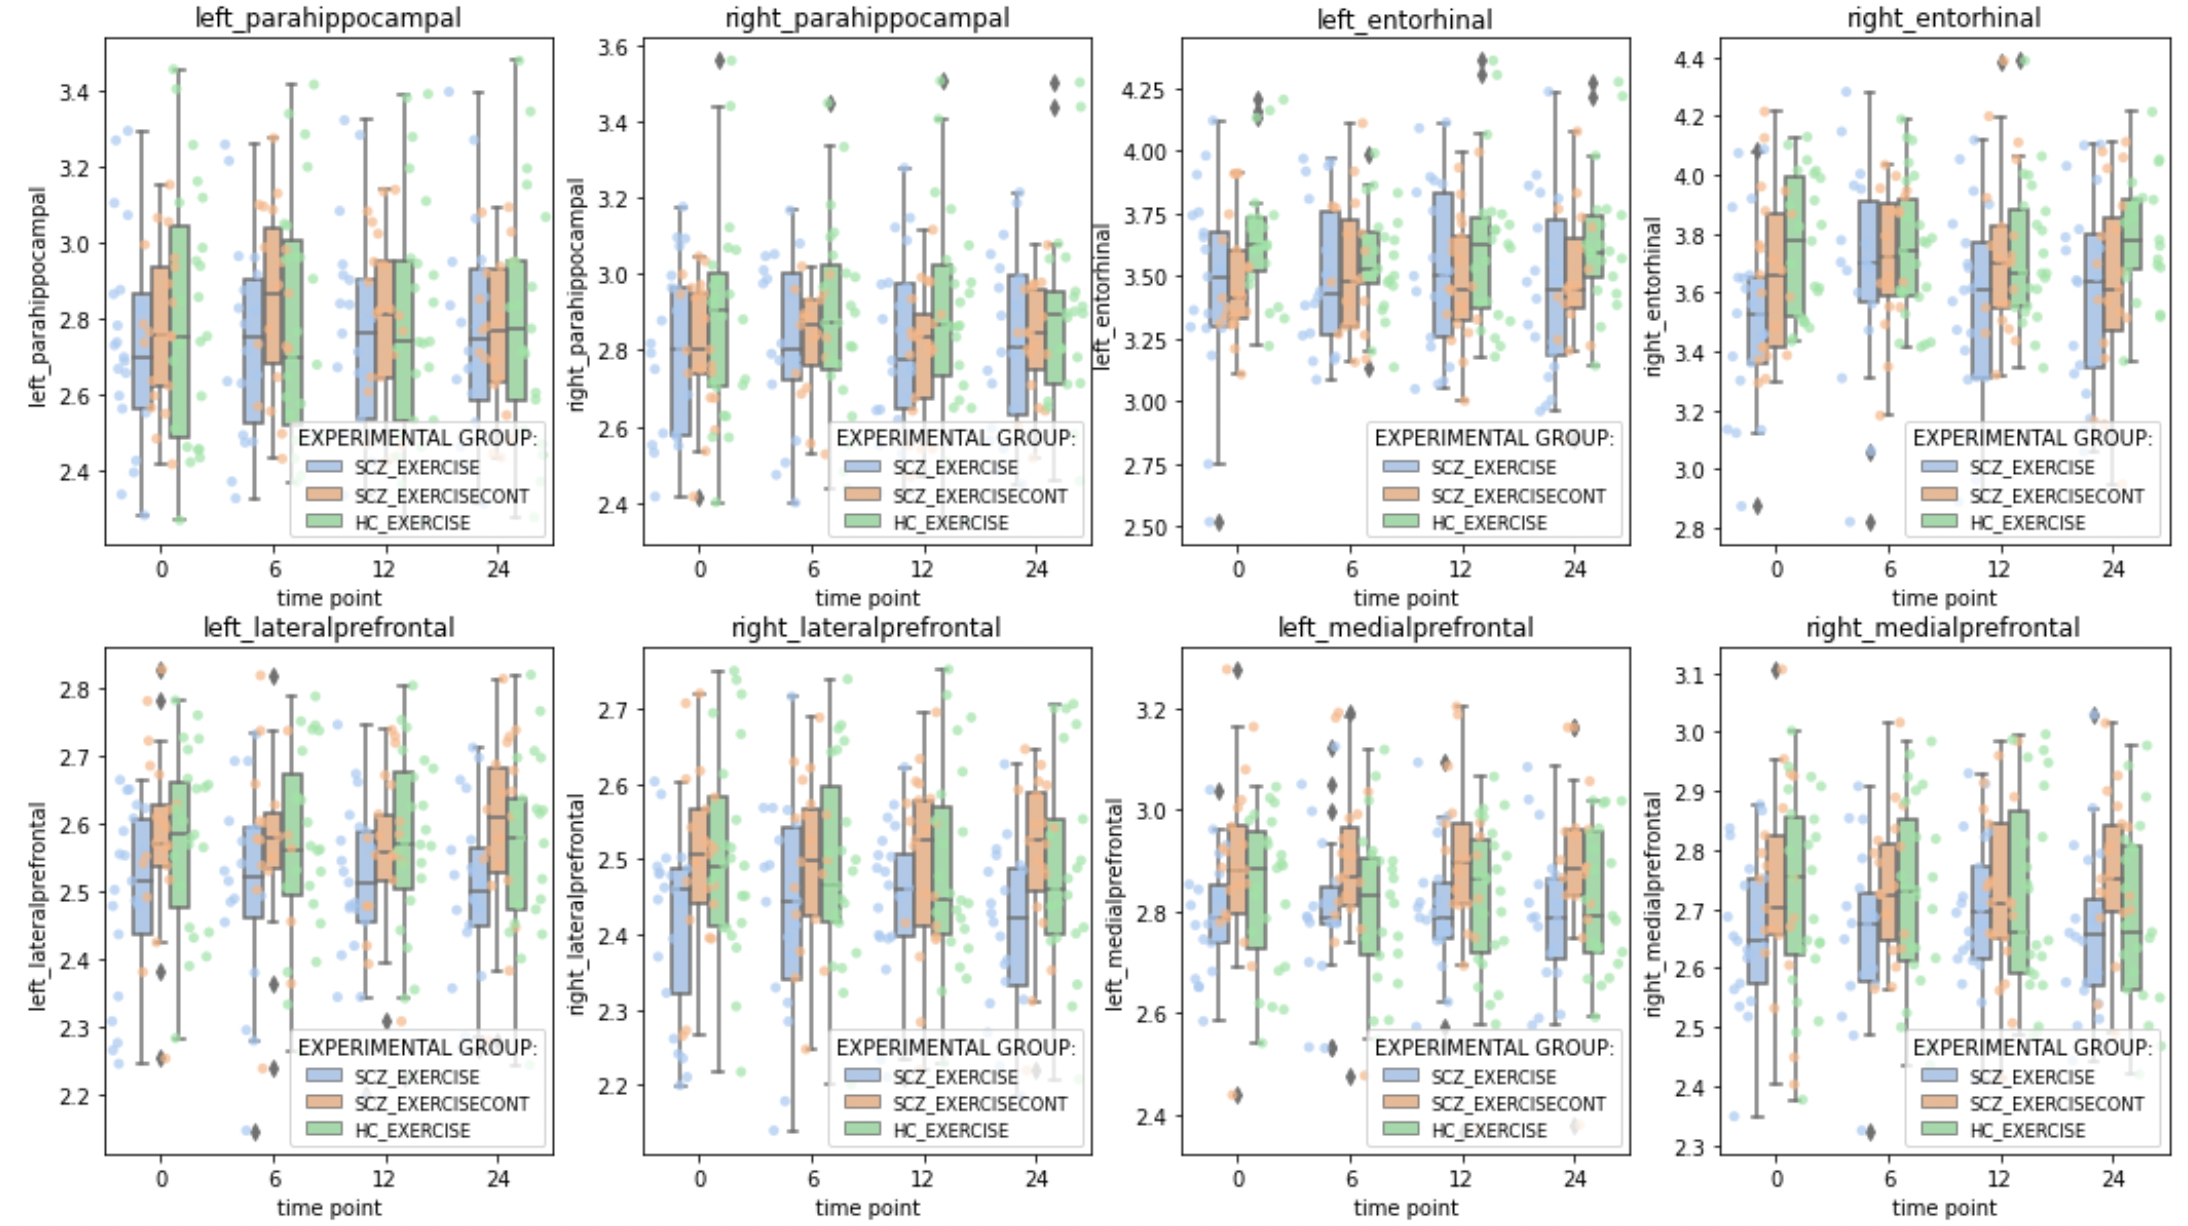 left_parahippocampal
right_parahippocampal
left_entorhinal
right_entorhinal
left_parahippocampal
3.4
3.2
3.0
2.8
2.6
2.4
EXPERIMENTAL GROUP:
SCZ_EXERCISE
SCZ_EXERCISECONT
HC_EXERCISE
0
6
12
24
time point
right_parahippocampal
3.6
3.4
3.2
3.0
2.8
2.6
2.4
EXPERIMENTAL GROUP:
SCZ_EXERCISE
SCZ_EXERCISECONT
HC_EXERCISE
0
6
12
24
time point
left_entorhinal
4.25
4.00
3.75
3.50
3.25
3.00
2.75
2.50
EXPERIMENTAL GROUP:
SCZ_EXERCISE
SCZ_EXERCISECONT
HC_EXERCISE
0
6
12
24
time point
right_entorhinal
4.4
4.2
4.0
3.8
3.6
3.4
3.2
3.0
2.8
EXPERIMENTAL GROUP:
SCZ_EXERCISE
SCZ_EXERCISECONT
HC_EXERCISE
0
6
12
24
time point
left_lateralprefrontal
right_lateralprefrontal
left_medialprefrontal
right_medialprefrontal
left_lateralprefrontal
2.8
2.7
2.6
2.5
2.4
2.3
2.2
EXPERIMENTAL GROUP:
SCZ_EXERCISE
SCZ_EXERCISECONT
HC_EXERCISE
0
6
12
24
time point
right_lateralprefrontal
2.7
2.6
2.5
2.4
2.3
2.2
EXPERIMENTAL GROUP:
SCZ_EXERCISE
SCZ_EXERCISECONT
HC_EXERCISE
0
6
12
24
time point
left_medialprefrontal
3.2
3.0
2.8
2.6
2.4
EXPERIMENTAL GROUP:
SCZ_EXERCISE
SCZ_EXERCISECONT
HC_EXERCISE
0
6
12
24
time point
right_medialprefrontal
3.1
3.0
2.9
2.8
2.7
2.6
2.5
2.4
2.3
EXPERIMENTAL GROUP:
SCZ_EXERCISE
SCZ_EXERCISECONT
HC_EXERCISE
0
6
12
24
time point